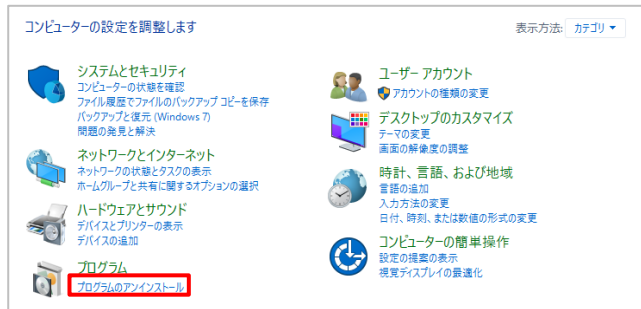 コンピューターの設定を調整します
表示方法: カテゴリ
システムとセキュリティ
コンピューターの状態を確認
ファイル履歴でファイルのバックアップ コピーを保存
バックアップと復元 (Windows 7)
問題の発見と解決
ネットワークとインターネット
ネットワークの状態とタスクの表示
ホームグループと共有に関するオプションの選択
ハードウェアとサウンド
デバイスとプリンターの表示
デバイスの追加
プログラム
プログラムのアンインストール
ユーザー アカウント
アカウントの種類の変更
デスクトップのカスタマイズ
テーマの変更
画面の解像度の調整
時計、言語、および地域
言語の追加
入力方法の変更
日付、時刻、または数値の形式の変更
コンピューターの簡単操作
設定の提案の表示
視覚ディスプレイの最適化